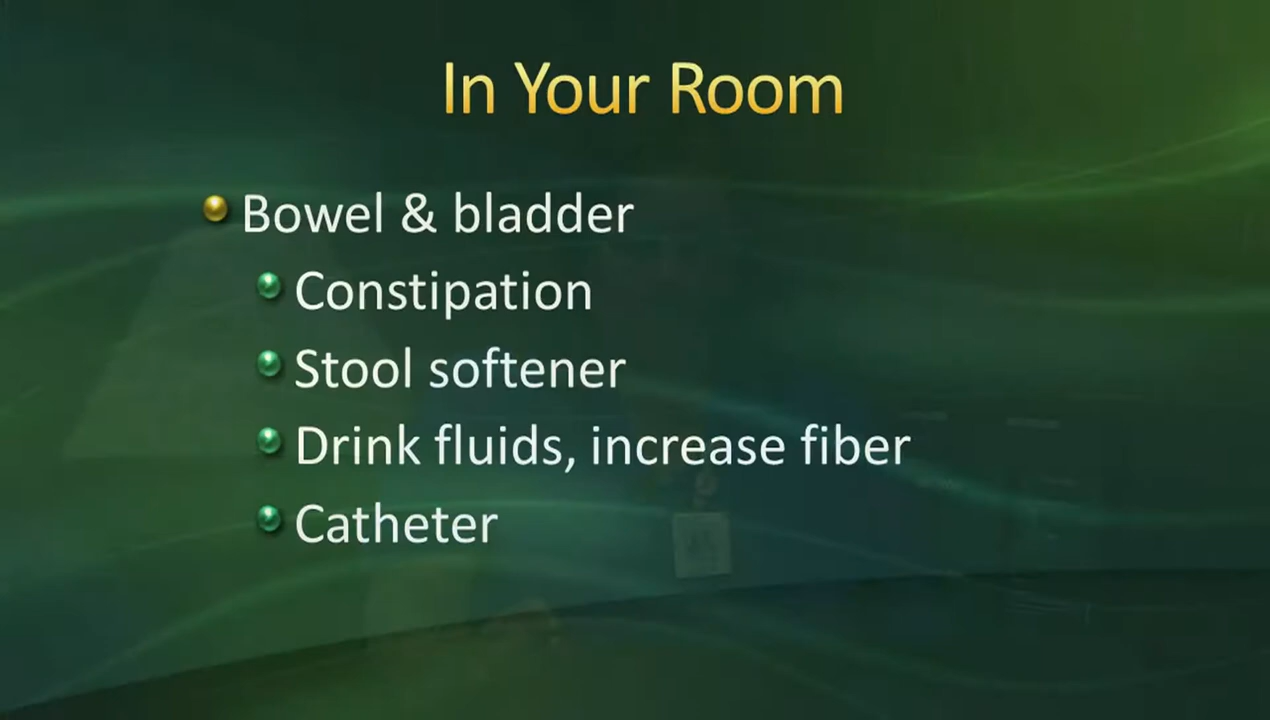 In Your Room
Bowel & bladder
Constipation
Stool softener
Drink fluids, increase fiber
Catheter